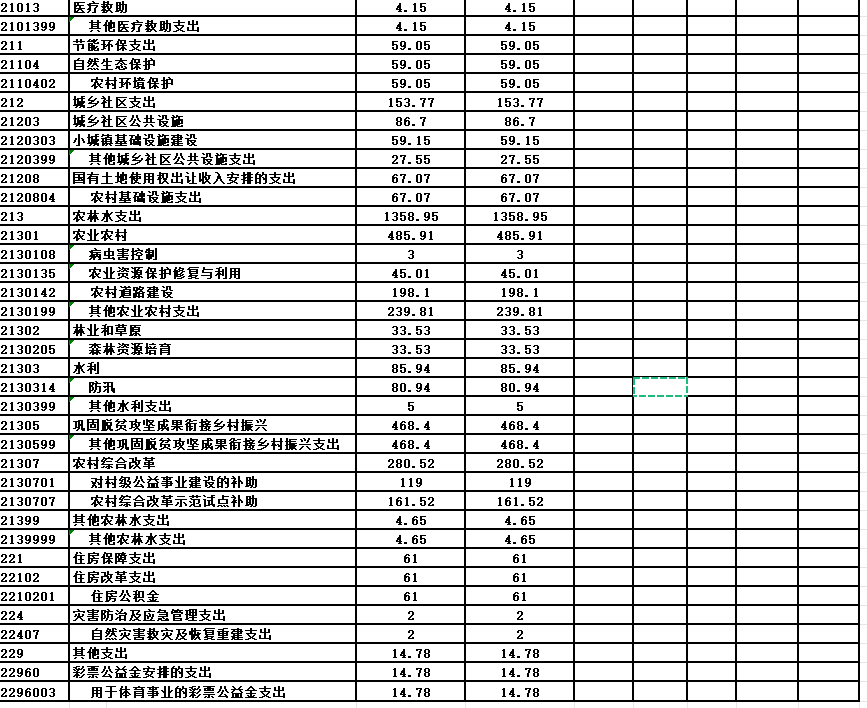 21013 医疗救助 4.15 4.15
2101399 其他医疗救助支出 4.15 4.15
211 节能环保支出 59.05 59.05
21104 自然生态保护 59.05 59.05
2110402 农村环境保护 59.05 59.05
212 城乡社区支出 153.77 153.77
21203 城乡社区公共设施 86.7 86.7
2120303 小城镇基础设施建设 59.15 59.15
2120399 其他城乡社区公共设施支出 27.55 27.55
21208 国有土地使用权出让收入安排的支出 67.07 67.07
2120804 农村基础设施支出 67.07 67.07
213 农林水支出 1358.95 1358.95
21301 农业农村 485.91 485.91
2130108 病虫害控制 3 3
2130135 农业资源保护修复与利用 45.01 45.01
2130142 农村道路建设 198.1 198.1
2130199 其他农业农村支出 239.81 239.81
21302 林业和草原 33.53 33.53
2130205 森林资源培育 33.53 33.53
21303 水利 85.94 85.94
2130314 防汛 80.94 80.94
2130399 其他水利支出 5 5
21305 巩固脱贫攻坚成果衔接乡村振兴 468.4 468.4
2130599 其他巩固脱贫攻坚成果衔接乡村振兴支出 468.4 468.4
21307 农村综合改革 280.52 280.52
2130701 对村级公益事业建设的补助 119 119
2130707 农村综合改革示范试点补助 161.52 161.52
21399 其他农林水支出 4.65 4.65
2139999 其他农林水支出 4.65 4.65
221 住房保障支出 61 61
22102 住房改革支出 61 61
2210201 住房公积金 61 61
224 灾害防治及应急管理支出 2 2
22407 自然灾害救灾及恢复重建支出 2 2
229 其他支出 14.78 14.78
22960 彩票公益金安排的支出 14.78 14.78
2296003 用于体育事业的彩票公益金支出 14.78 14.78